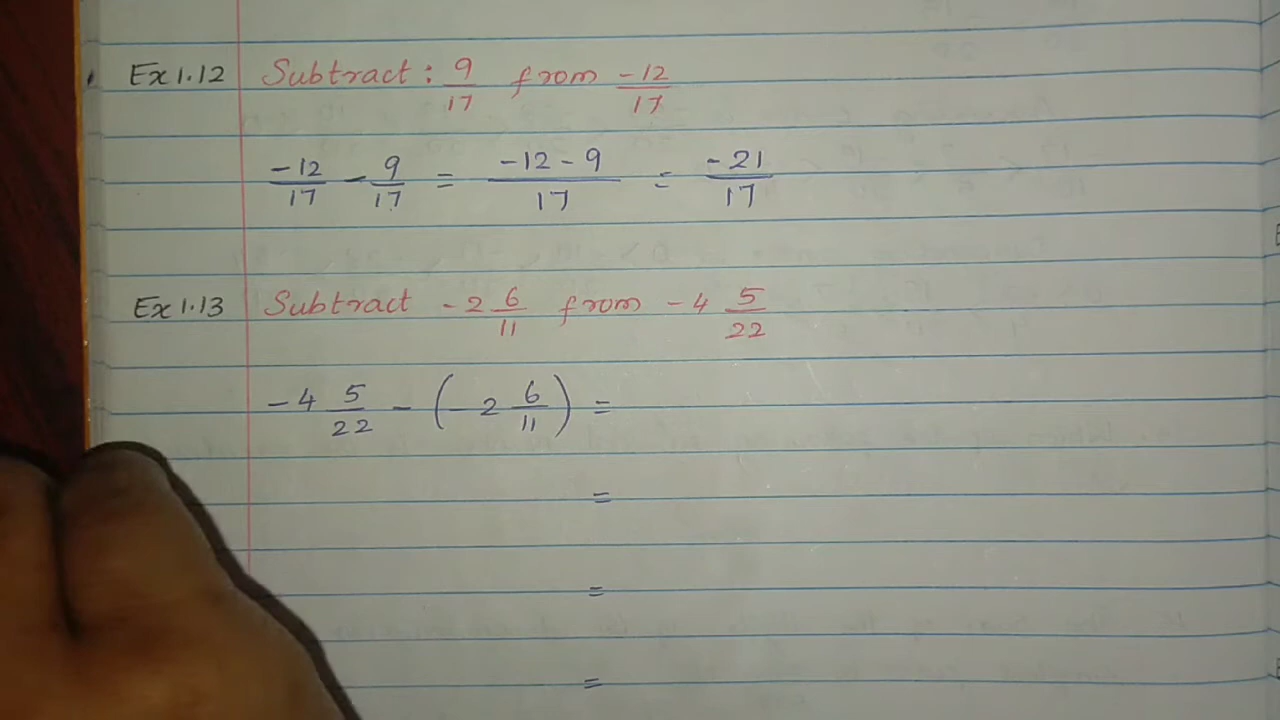 Ex 1.12 Subtract: 9/17 from -12/17
-12/17 - 9/17 = -12-9/17 = -21/17
Ex 1.13 Subtract -2 6/11 from -4 5/22
-4 5/22 - (-2 6/11) =
=
=
=